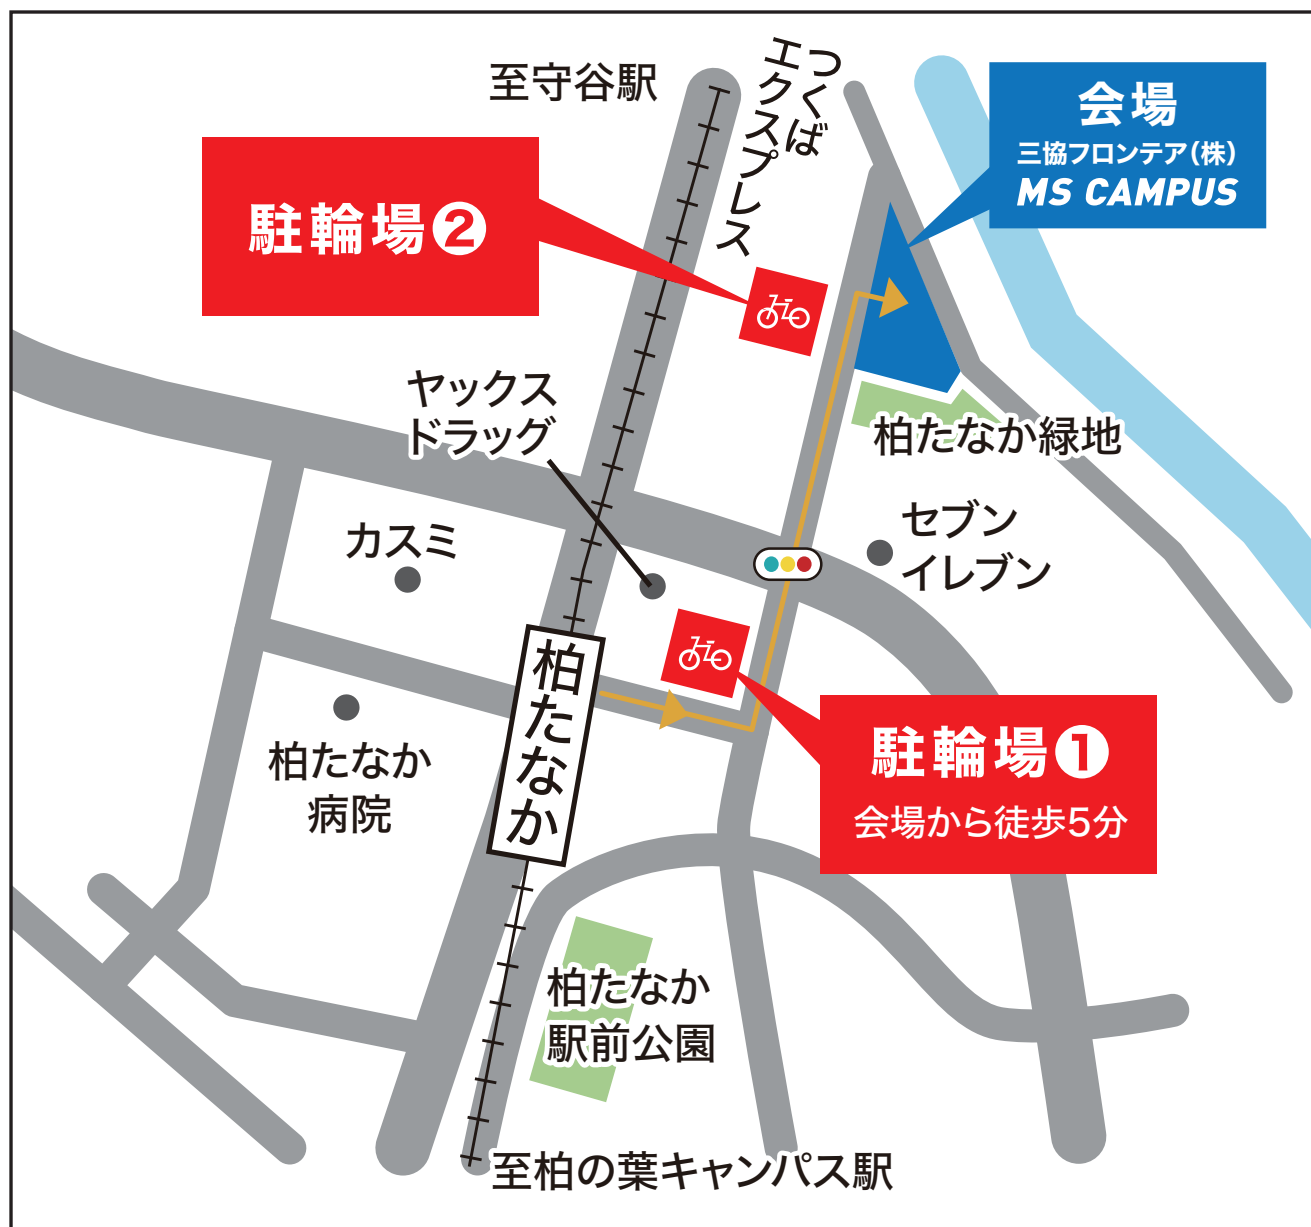 至守谷駅
つくば
エクスプレス
会場
三協フロンテア(株)
MS CAMPUS
駐輪場❷
ヤックス
ドラッグ
柏たなか緑地
セブン
イレブン
カスミ
柏たなか
駐輪場❶
会場から徒歩5分
柏たなか
病院
柏たなか
駅前公園
至柏の葉キャンパス駅